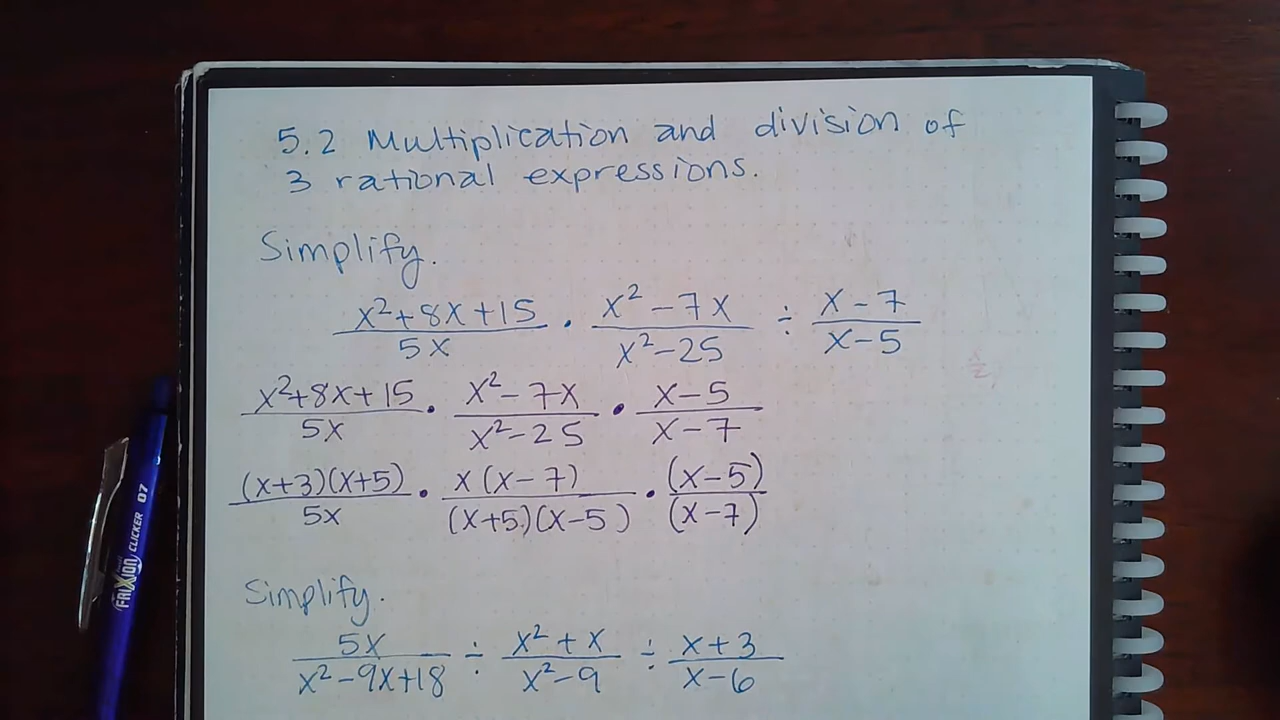 5.2 Multiplication and division of
3 rational expressions.
Simplify.
x²+8x+15 / 5x · x²-7x / x²-25 ÷ x-7 / x-5
x²+8x+15 / 5x · x²-7x / x²-25 · x-5 / x-7
(x+3)(x+5) / 5x · x(x-7) / (x+5)(x-5) · (x-5) / (x-7)
Simplify.
5x / x²-9x+18 ÷ x²+x / x²-9 ÷ x+3 / x-6
FRIXION CLICKER 07